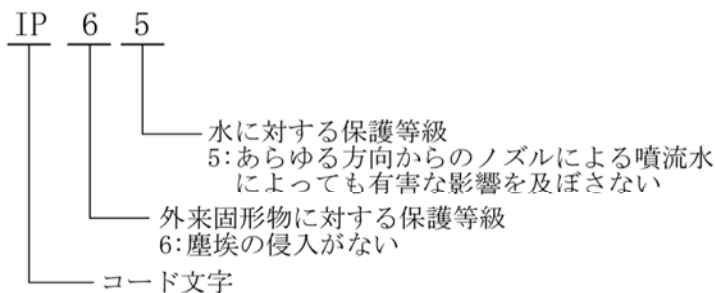 IP 6 5
水に対する保護等級
5:あらゆる方向からのノズルによる噴流水
によっても有害な影響を及ぼさない
外来固形物に対する保護等級
6:塵埃の侵入がない
コード文字